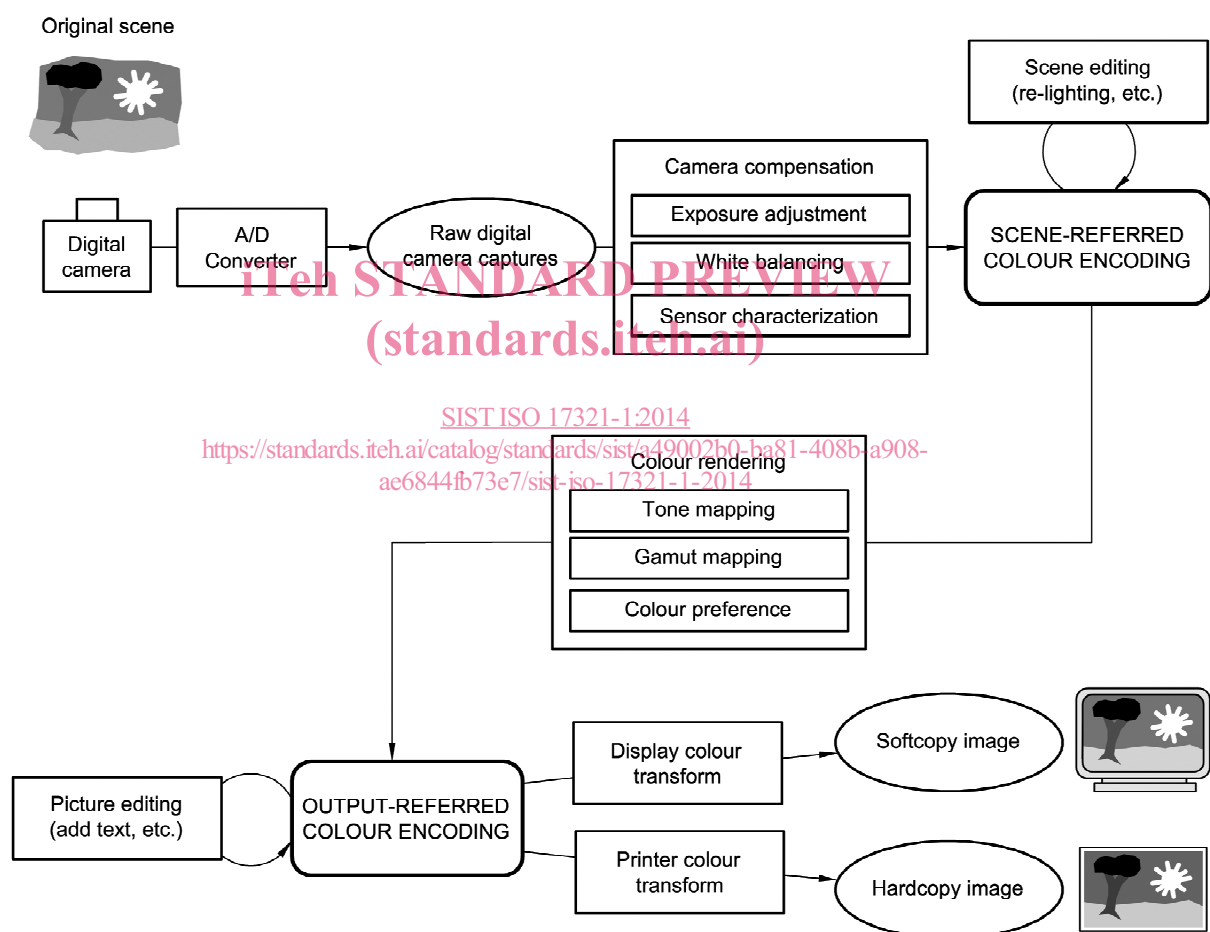 Original scene
Scene editing
(re-lighting, etc.)
Camera compensation
Exposure adjustment
White balancing
Sensor characterization
Digital
camera
A/D
Converter
Raw digital
camera captures
SCENE-REFERRED
COLOUR ENCODING
iTeh STANDARD PREVIEW
(standards.iteh.ai)
SIST ISO 17321-1:2014
https://standards.iteh.ai/catalog/standards/sist/a49002b0-ba81-408b-a908-
ae6844fb73e7/sist-iso-17321-1-2014
Colour rendering
Tone mapping
Gamut mapping
Colour preference
Picture editing
(add text, etc.)
OUTPUT-REFERRED
COLOUR ENCODING
Display colour
transform
Softcopy image
Printer colour
transform
Hardcopy image